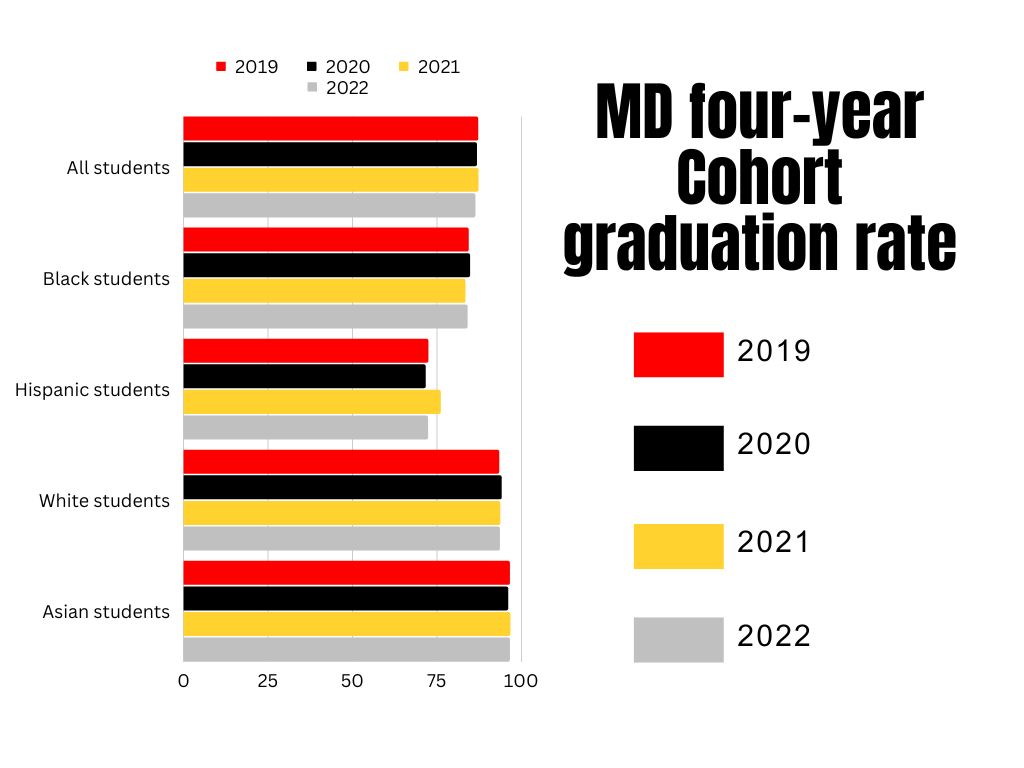 2019 2020 2021
2022
All students
Black students
Hispanic students
White students
Asian students
0 25 50 75 100
MD four-year
Cohort
graduation rate
2019
2020
2021
2022